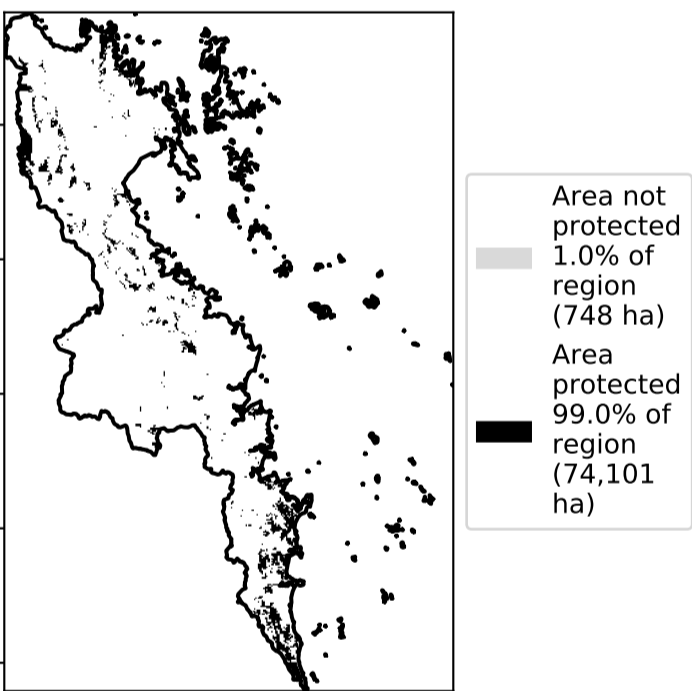 Area not
protected
1.0% of
region
(748 ha)
Area
protected
99.0% of
region
(74,101
ha)